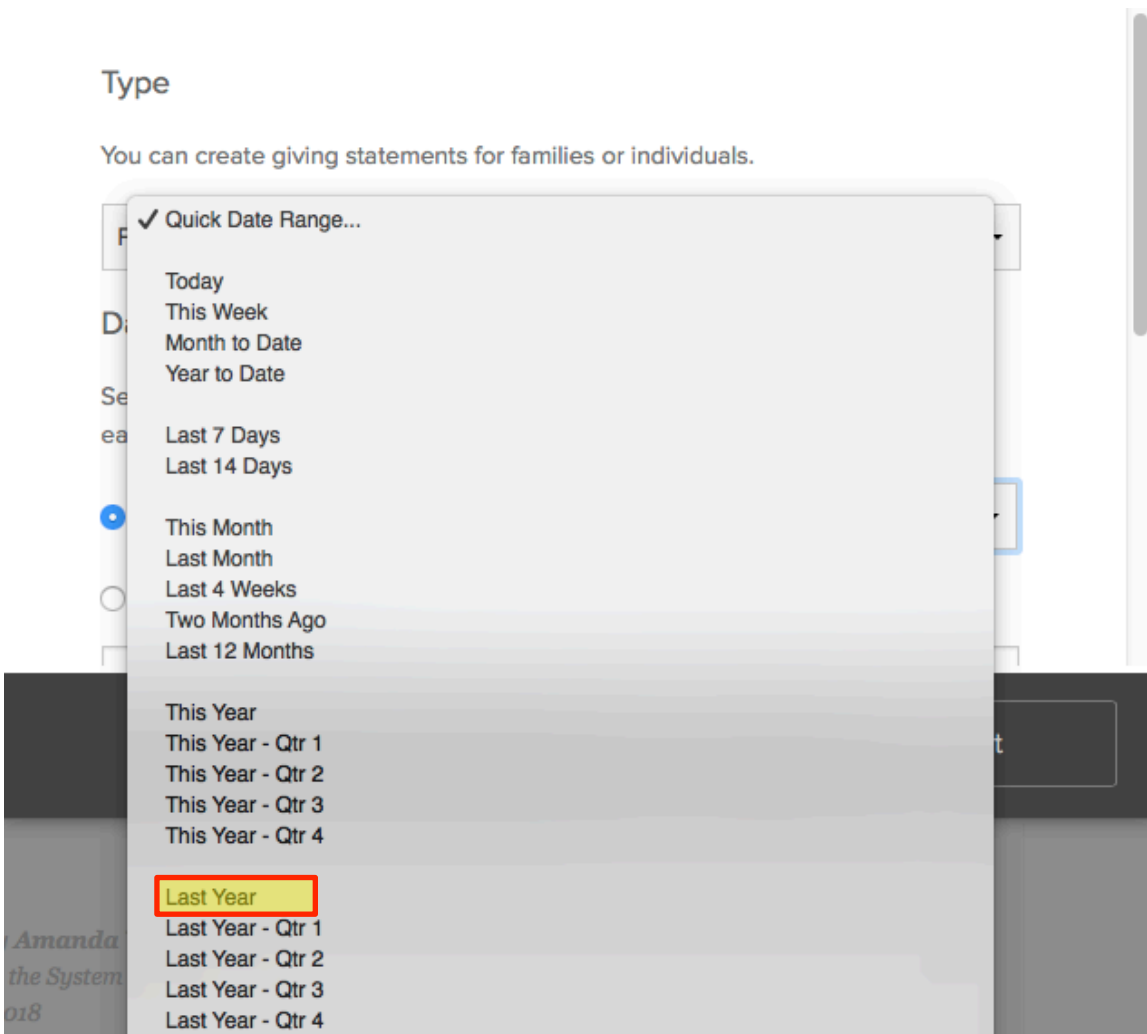 Type
You can create giving statements for families or individuals.
✓ Quick Date Range...
Today
This Week
Month to Date
Year to Date
Last 7 Days
Last 14 Days
This Month
Last Month
Last 4 Weeks
Two Months Ago
Last 12 Months
This Year
This Year - Qtr 1
This Year - Qtr 2
This Year - Qtr 3
This Year - Qtr 4
Last Year
Last Year - Qtr 1
Amanda
Last Year - Qtr 2
the System
Last Year - Qtr 3
Last Year - Qtr 4